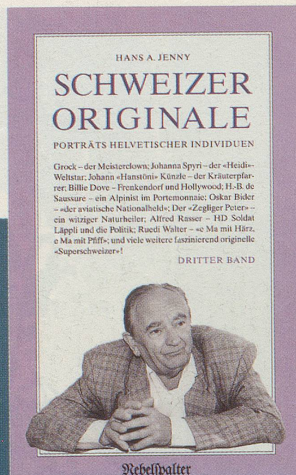 HANS A. JENNY
SCHWEIZER
ORIGINALE
PORTRÄTS HELVETISCHER INDIVIDUEN
Grock – der Meisterclown; Johanna Spyri – der «Heidi»-
Weltstar; Johann «Hanstöni» Künzle – der Kräuterpfar-
rer; Billie Dove – Frenkendorf und Hollywood; H.-B. de
Saussure – ein Alpinist im Portemonnaie; Oskar Bider
– «der aviatische Nationalheld»; Der «Zegliger Peter» –
ein witziger Naturheiler; Alfred Rasser – HD Soldat
Läppli und die Politik; Ruedi Walter – «e Ma mit Härz,
e Ma mit Pfiff»; und viele weitere faszinierend originelle
«Superschweizer»!
DRITTER BAND
Nebelspalter